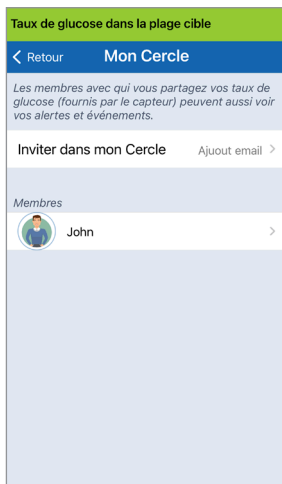 Taux de glucose dans la plage cible
Retour
Mon Cercle
Les membres avec qui vous partagez vos taux de
glucose (fournis par le capteur) peuvent aussi voir
vos alertes et événements.
Inviter dans mon Cercle
Ajuout email
Membres
John